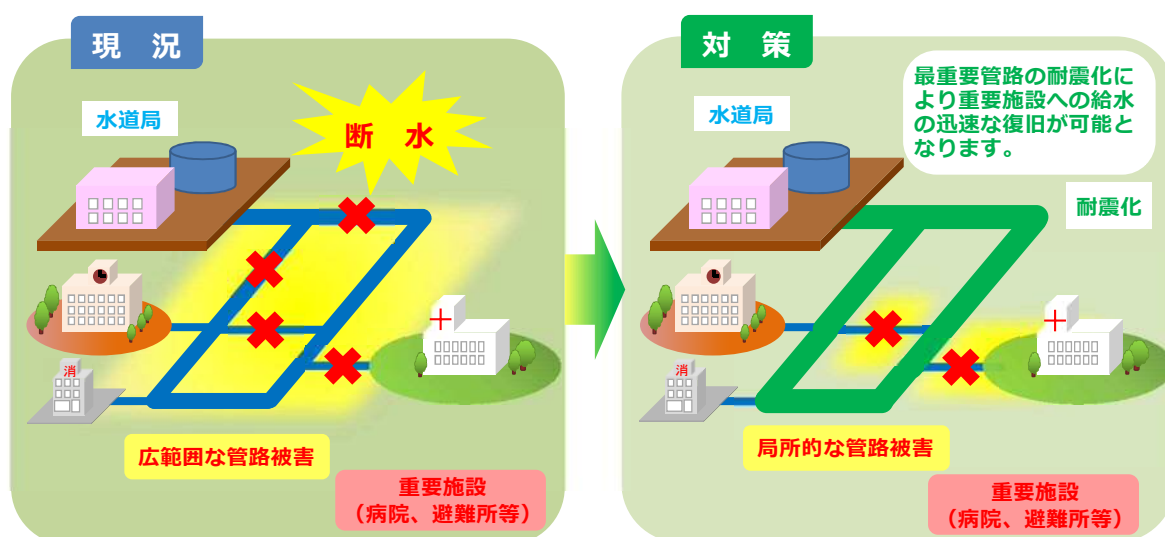 現　況
水道局
断　水
消
広範囲な管路被害
重要施設
（病院、避難所等）
対　策
最重要管路の耐震化に
より重要施設への給水
の迅速な復旧が可能と
なります。
水道局
耐震化
消
局所的な管路被害
重要施設
（病院、避難所等）